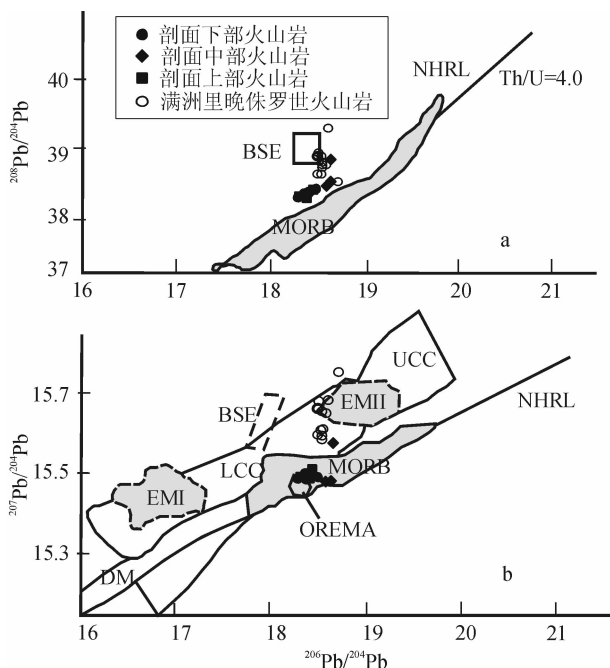 剖面下部火山岩
剖面中部火山岩
剖面上部火山岩
满洲里晚侏罗世火山岩
NHRL
Th/U=4.0
BSE
MORB
a
²⁰⁸Pb/²⁰⁴Pb
40
39
38
37
16 17 18 19 20 21
UCC
EMII
BSE
NHRL
LCC
MORB
EMI
OREMA
DM
b
²⁰⁷Pb/²⁰⁴Pb
15.7
15.5
15.3
16 17 18 19 20 21
²⁰⁶Pb/²⁰⁴Pb